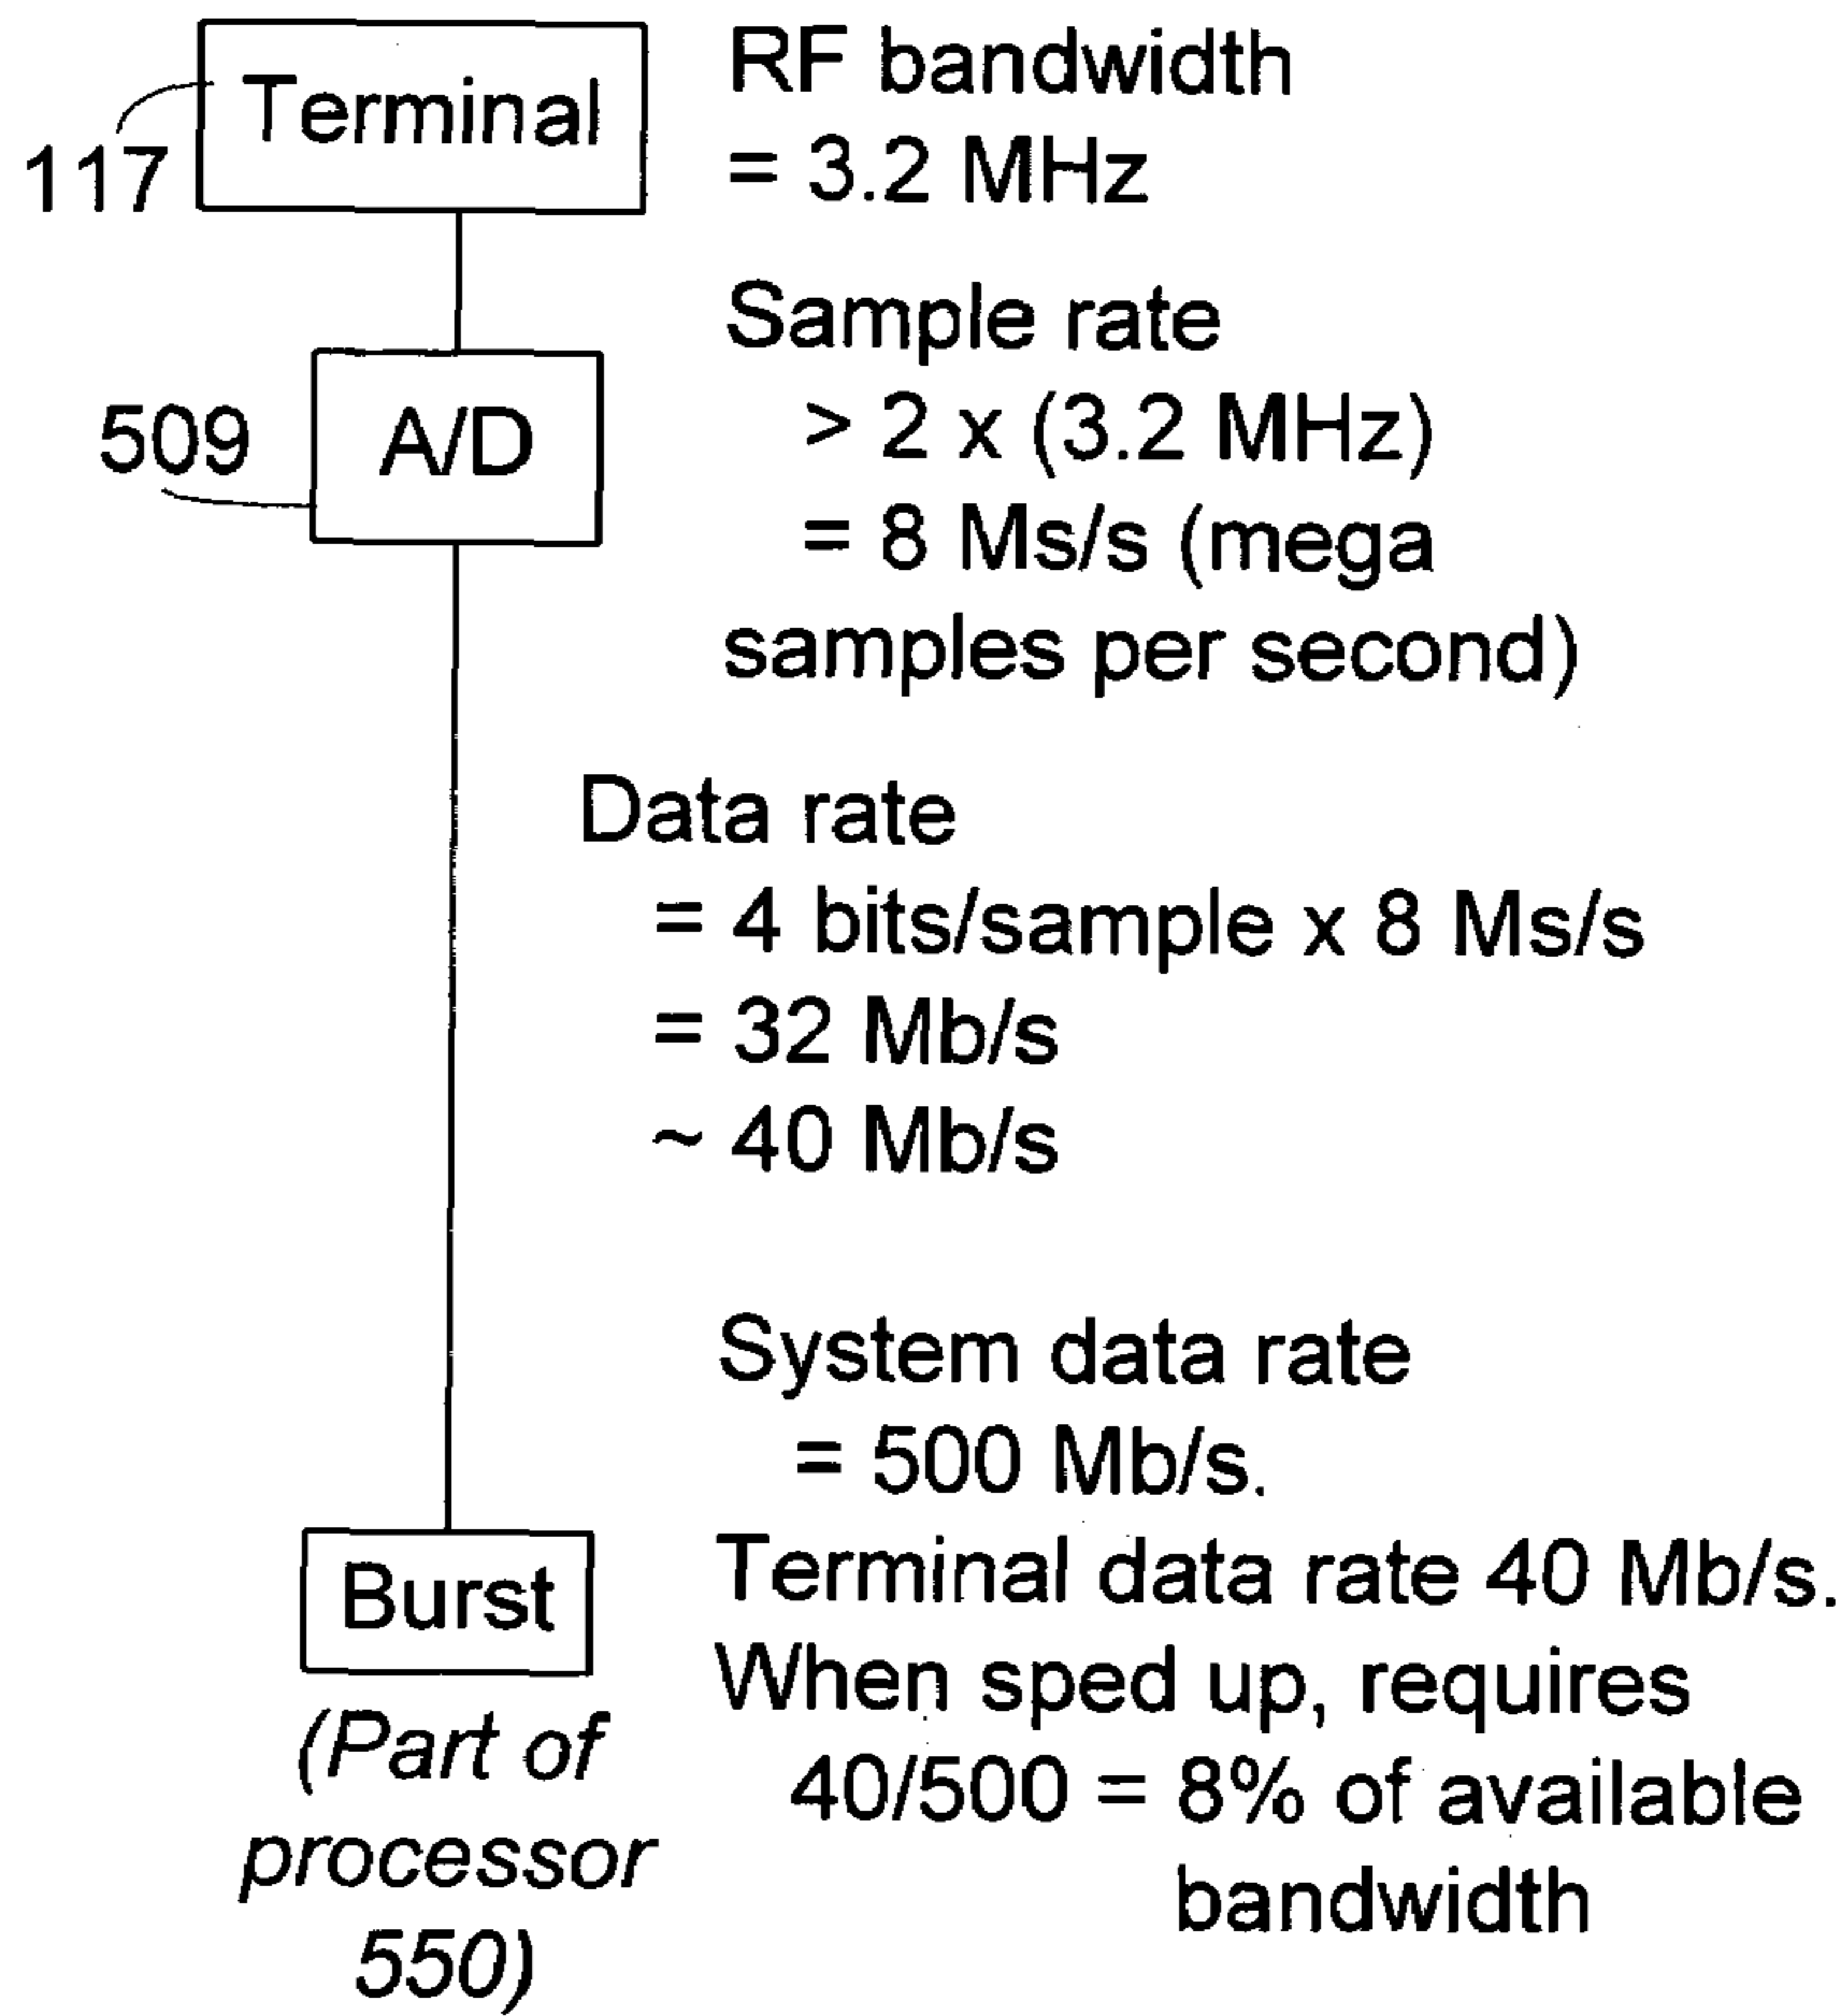 Terminal
117
RF bandwidth
= 3.2 MHz
509
A/D
Sample rate
> 2 x (3.2 MHz)
= 8 Ms/s (mega
samples per second)
Data rate
= 4 bits/sample x 8 Ms/s
= 32 Mb/s
~ 40 Mb/s
System data rate
= 500 Mb/s.
Terminal data rate 40 Mb/s.
When sped up, requires
40/500 = 8% of available
bandwidth
Burst
(Part of
processor
550)